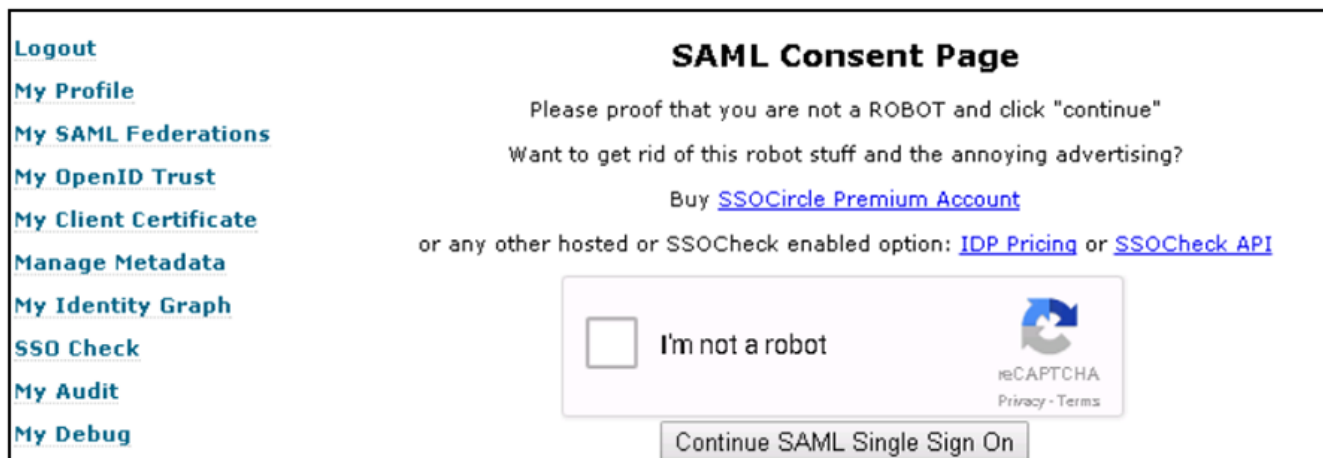 Logout
My Profile
My SAML Federations
My OpenID Trust
My Client Certificate
Manage Metadata
My Identity Graph
SSO Check
My Audit
My Debug
SAML Consent Page
Please proof that you are not a ROBOT and click "continue"
Want to get rid of this robot stuff and the annoying advertising?
Buy SSOCircle Premium Account
or any other hosted or SSOCheck enabled option: IDP Pricing or SSOCheck API
I'm not a robot
reCAPTCHA
Privacy - Terms
Continue SAML Single Sign On